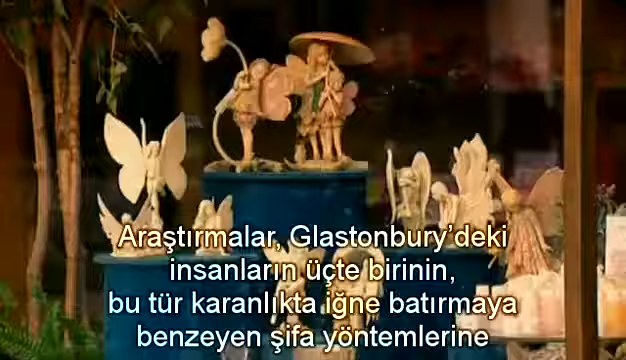 Araştırmalar, Glastonbury’deki
insanların üçte birinin,
bu tür karanlıkta iğne batırmaya
benzeyen şifa yöntemlerine